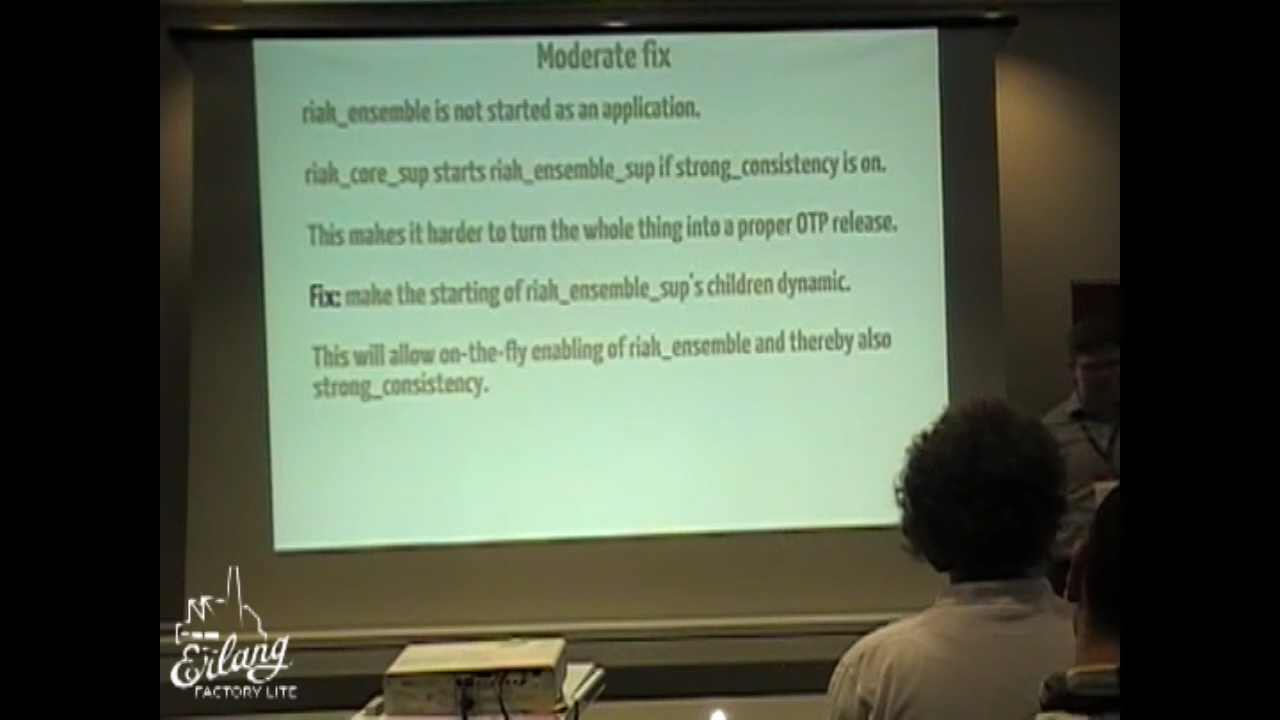 Moderate fix
riak_ensemble is not started as an application.
riak_core_sup starts riak_ensemble_sup if strong_consistency is on.
This makes it harder to turn the whole thing into a proper OTP release.
Fix: make the starting of riak_ensemble_sup's children dynamic.
This will allow on-the-fly enabling of riak_ensemble and thereby also
strong_consistency.
Erlang
FACTORY LITE